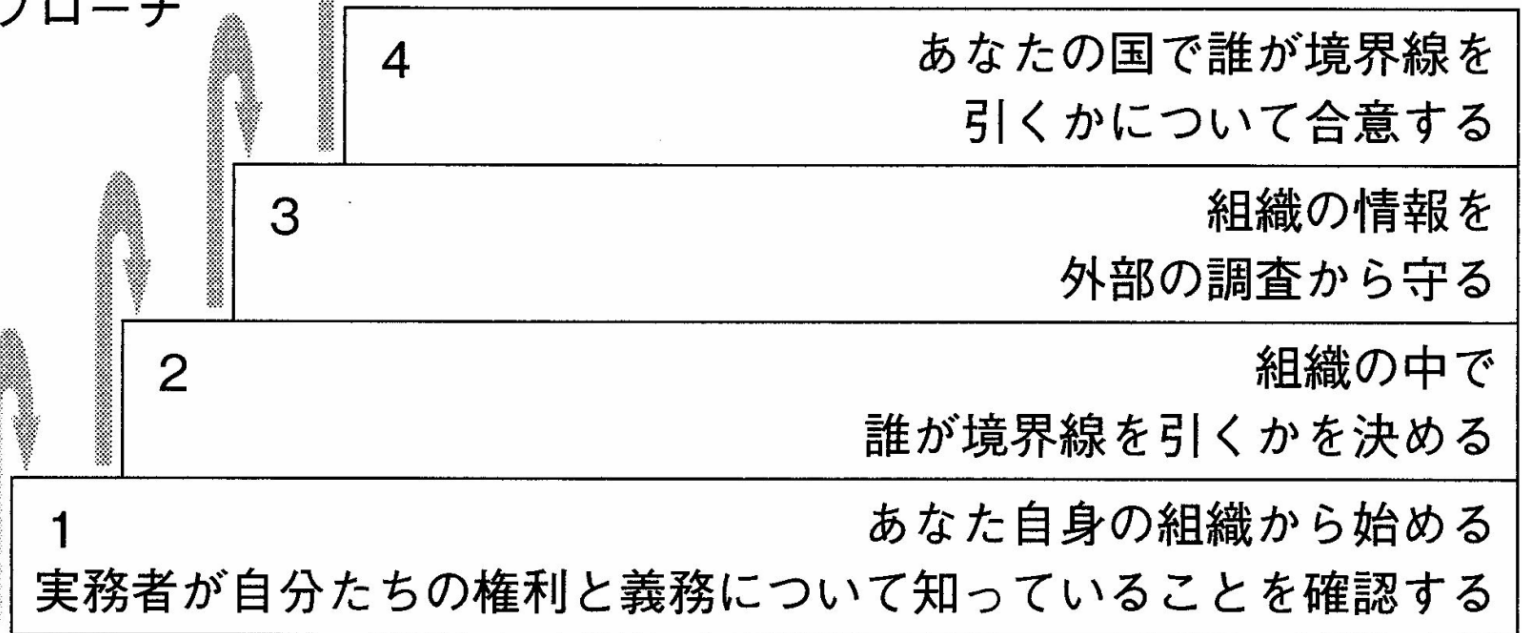 プローチ
4
あなたの国で誰が境界線を
引くかについて合意する
3
組織の情報を
外部の調査から守る
2
組織の中で
誰が境界線を引くかを決める
1
あなた自身の組織から始める
実務者が自分たちの権利と義務について知っていることを確認する